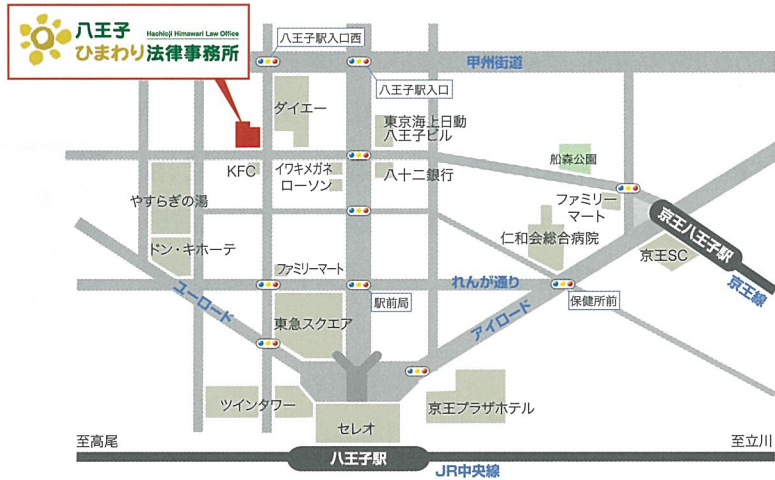 八王子 Hachioji Himawari Law Office
ひまわり法律事務所
八王子駅入口西
甲州街道
八王子駅入口
ダイエー
東京海上日動
八王子ビル
KFC
イワキメガネ
ローソン
八十二銀行
船森公園
やすらぎの湯
ファミリー
マート
京王八王子駅
仁和会総合病院
京王SC
ドン・キホーテ
ファミリーマート
れんが通り
京王線
ユーロード
駅前局
保健所前
東急スクエア
アイロード
ツインタワー
京王プラザホテル
セレオ
至高尾
至立川
八王子駅
JR中央線